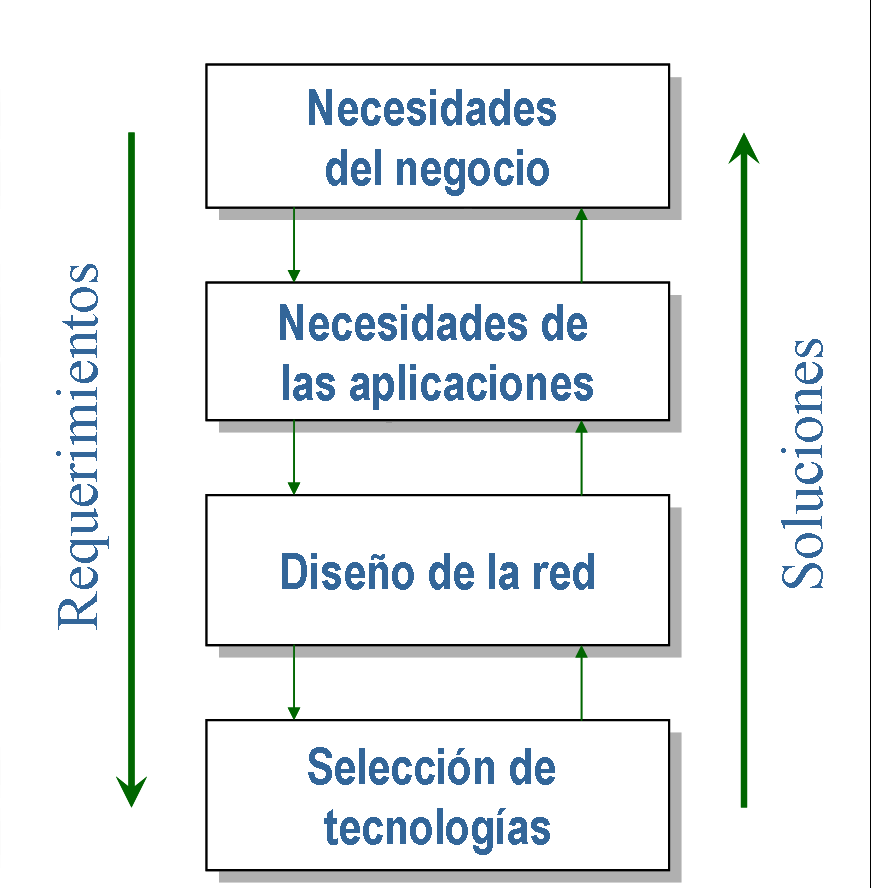 Necesidades
del negocio
Necesidades de
las aplicaciones
Diseño de la red
Selección de
tecnologías
Requerimientos
Soluciones